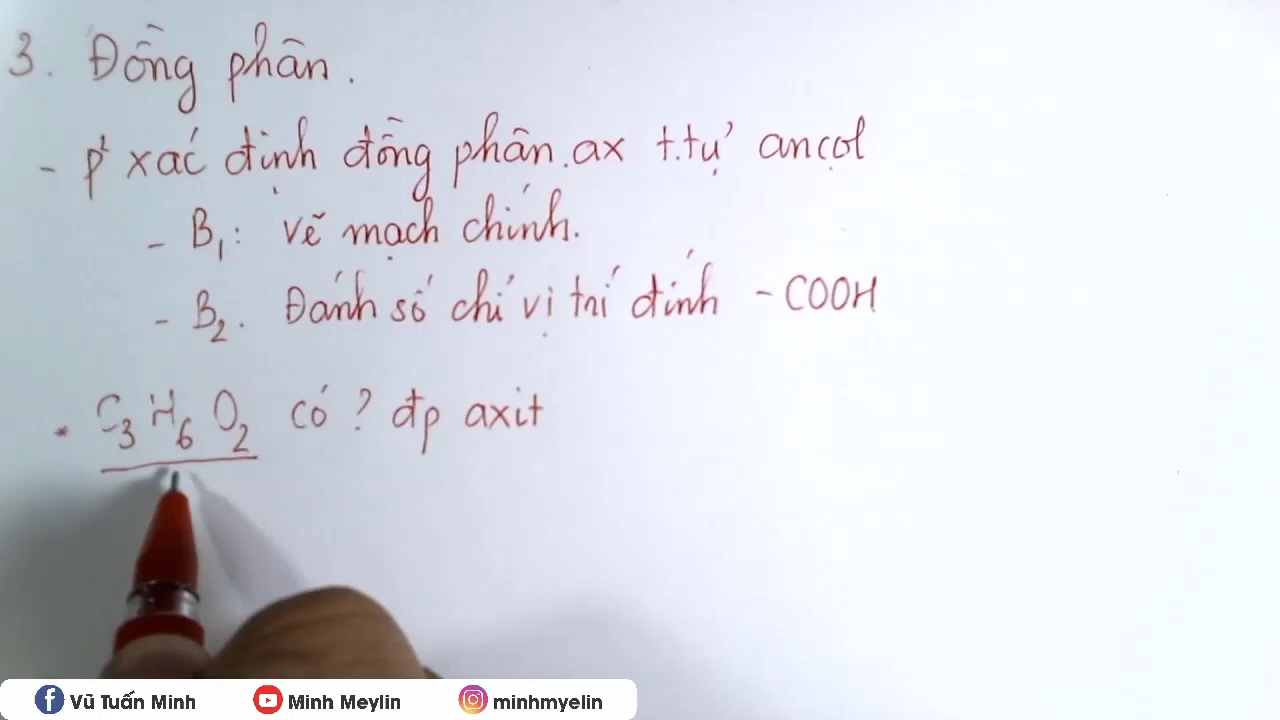 3. Đồng phân.
- p² xác định đồng phân.ax t.tự ancol
- B₁: vẽ mạch chính.
- B₂. Đánh số chỉ vị trí đính - COOH
* C₃H₆O₂ có ? đp axit
Vũ Tuấn Minh Minh Meylin minhmyelin